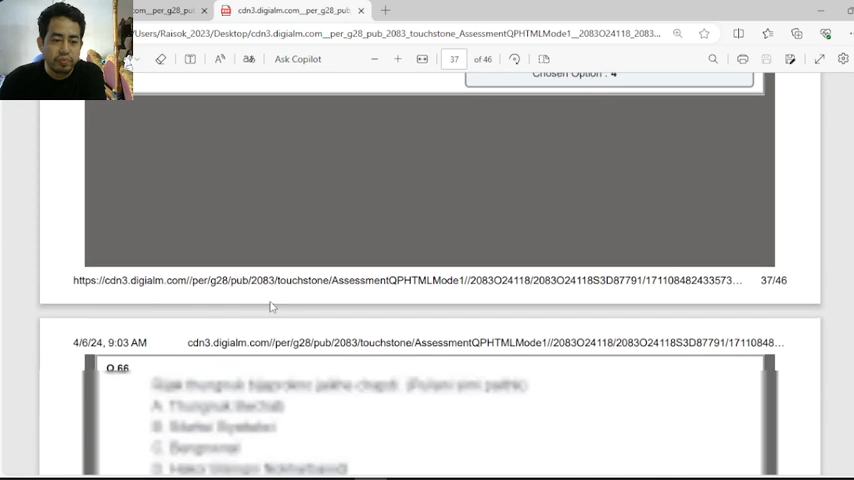 com__per_g28_pub_
cdn3.digialm.com__per_g28_pub
/Users/Raisok_2023/Desktop/cdn3.digialm.com__per_g28_pub_2083_touchstone_AssessmentQPHTMLMode1__2083O24118_2083...
Ask Copilot
37 of 46
Chosen Option : 4
https://cdn3.digialm.com//per/g28/pub/2083/touchstone/AssessmentQPHTMLMode1//2083O24118/2083O24118S3D87791/171108482433573... 37/46
4/6/24, 9:03 AM cdn3.digialm.com//per/g28/pub/2083/touchstone/AssessmentQPHTMLMode1//2083O24118/2083O24118S3D87791/17110848...
Q.66
A.
B.
C.
D.